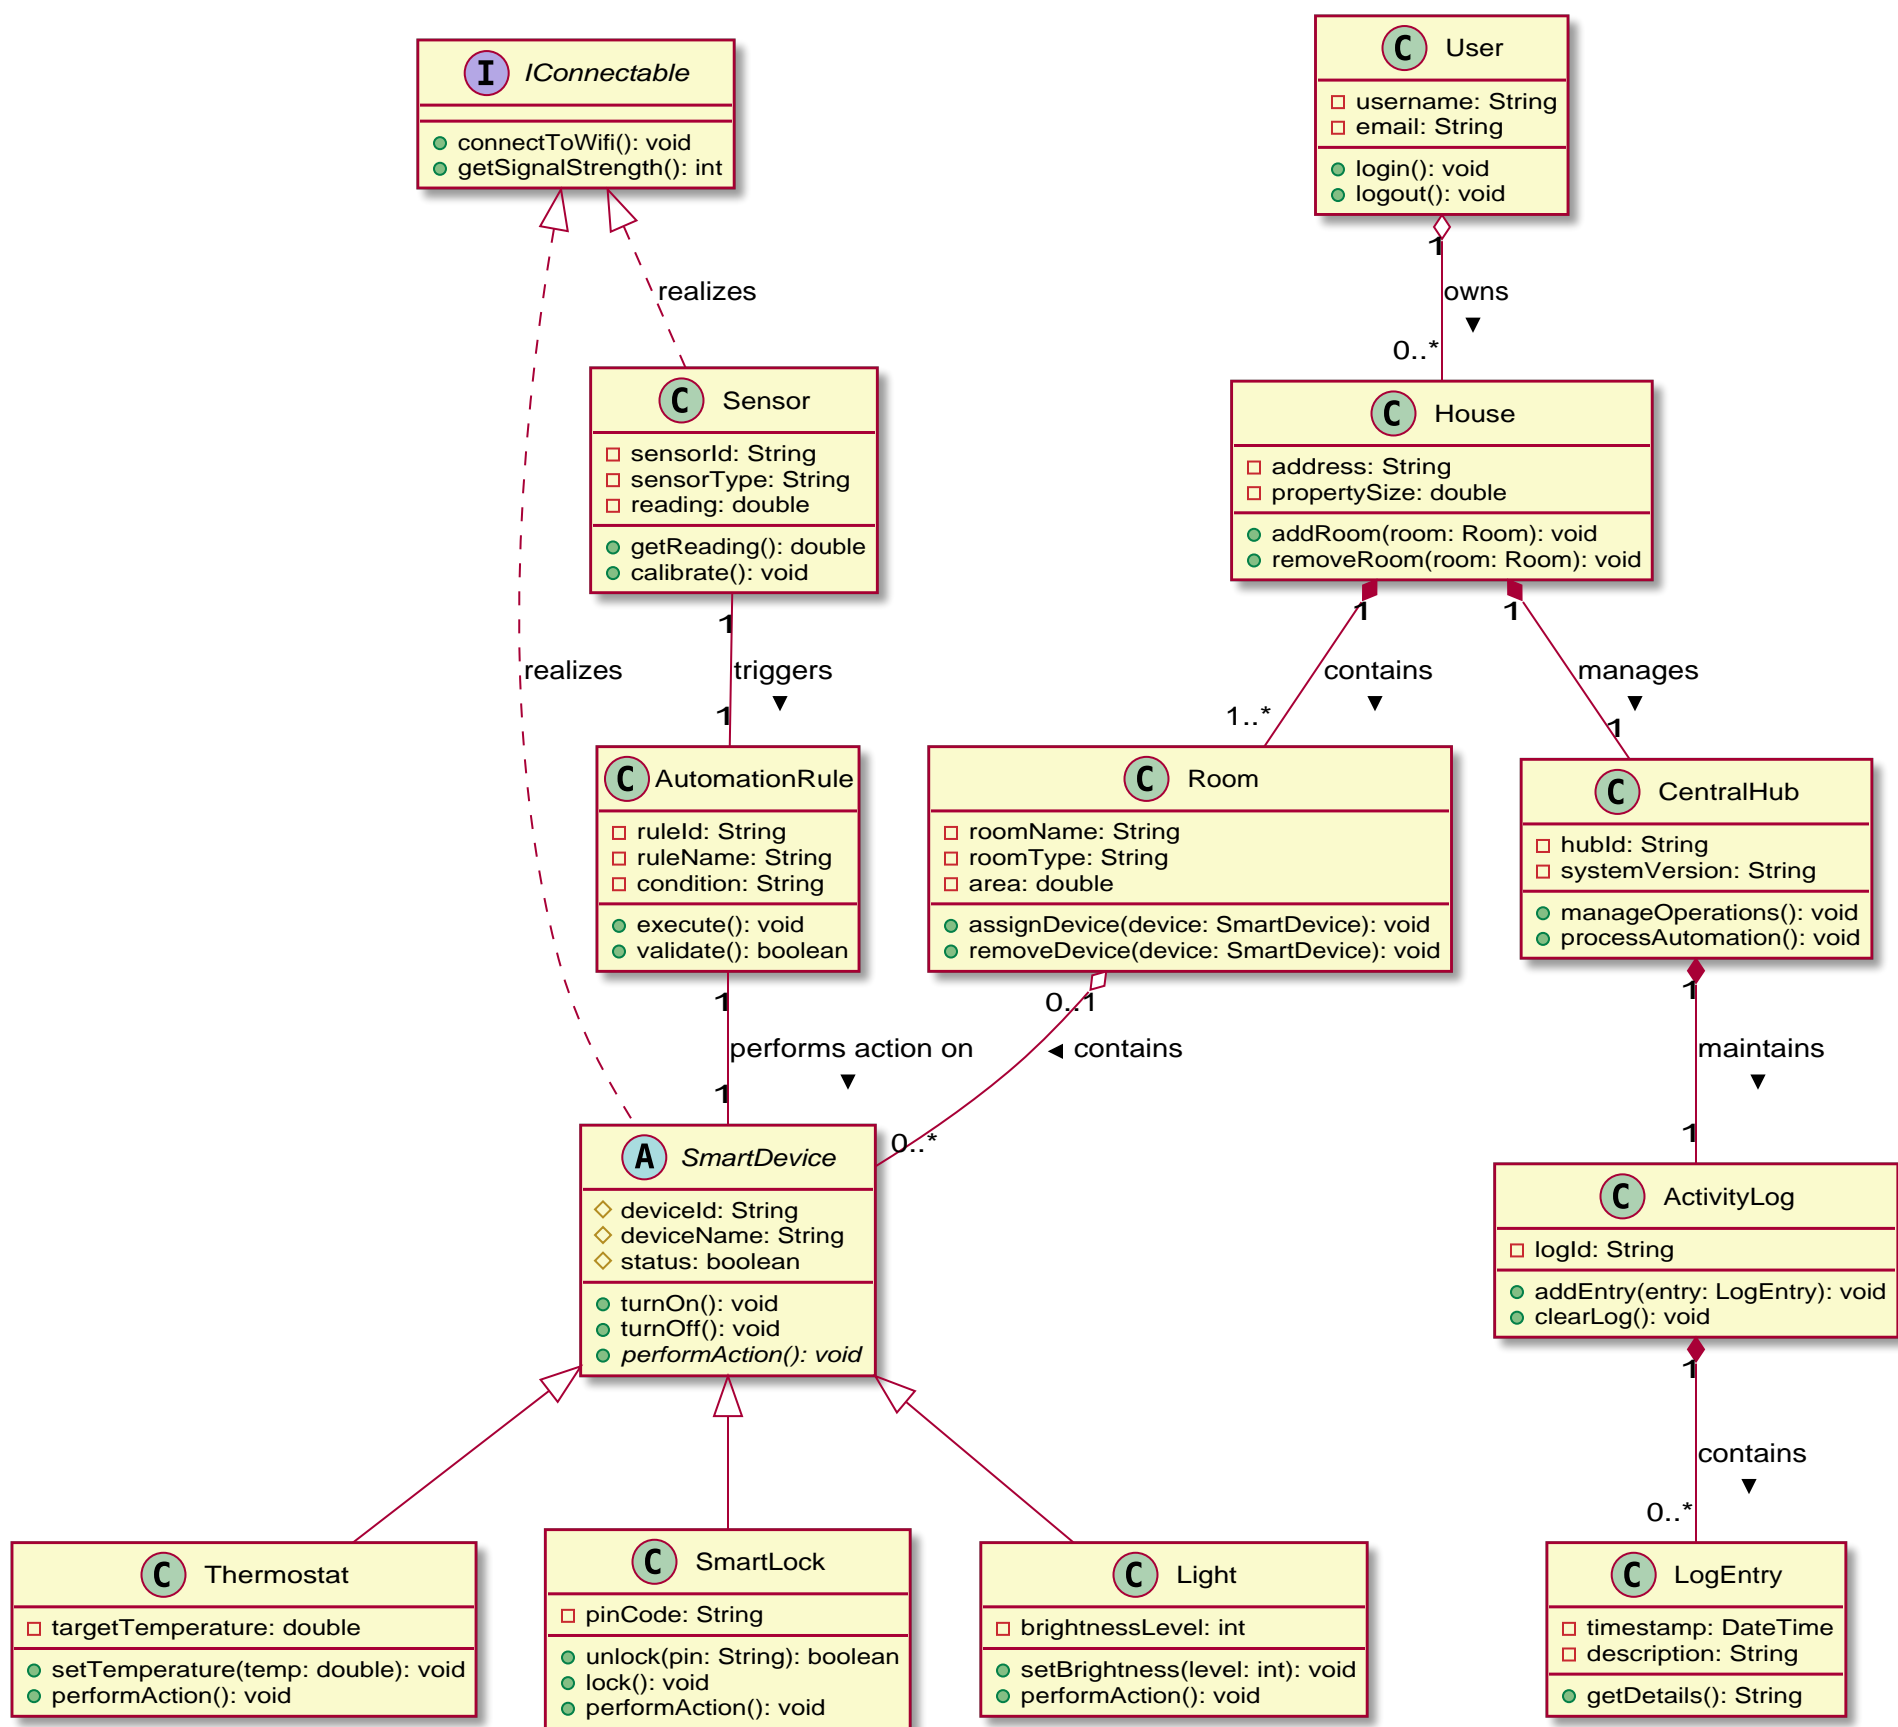 I IConnectable
connectToWifi(): void
getSignalStrength(): int
C User
username: String
email: String
login(): void
logout(): void
1
realizes
owns
▼
0..*
C Sensor
sensorId: String
sensorType: String
reading: double
getReading(): double
calibrate(): void
C House
address: String
propertySize: double
addRoom(room: Room): void
removeRoom(room: Room): void
1
1
1
realizes
triggers
▼
contains
▼
manages
▼
1
1..*
1
C AutomationRule
ruleId: String
ruleName: String
condition: String
execute(): void
validate(): boolean
C Room
roomName: String
roomType: String
area: double
assignDevice(device: SmartDevice): void
removeDevice(device: SmartDevice): void
C CentralHub
hubId: String
systemVersion: String
manageOperations(): void
processAutomation(): void
1
0..1
1
performs action on
▼
◄ contains
maintains
▼
1
0..*
1
A SmartDevice
deviceId: String
deviceName: String
status: boolean
turnOn(): void
turnOff(): void
performAction(): void
C ActivityLog
logId: String
addEntry(entry: LogEntry): void
clearLog(): void
1
contains
▼
0..*
C Thermostat
targetTemperature: double
setTemperature(temp: double): void
performAction(): void
C SmartLock
pinCode: String
unlock(pin: String): boolean
lock(): void
performAction(): void
C Light
brightnessLevel: int
setBrightness(level: int): void
performAction(): void
C LogEntry
timestamp: DateTime
description: String
getDetails(): String